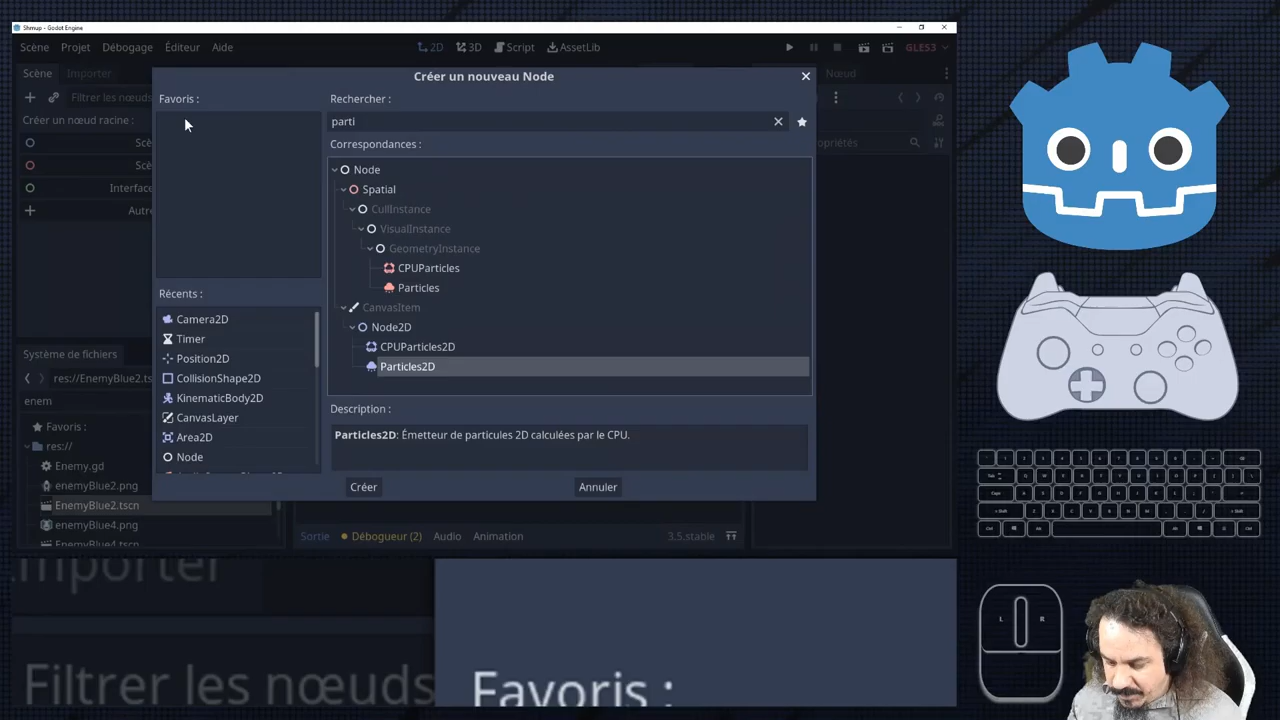 Shmup - Godot Engine
Scène Projet Débogage Éditeur Aide
2D 3D Script AssetLib
GLES3
Scène Importer
Nœud
Filtrer les nœuds
Créer un nœud racine :
Scè
Scè
Interface
Autre
opriétés
Créer un nouveau Node
Favoris :
Récents :
Camera2D
Timer
Position2D
CollisionShape2D
KinematicBody2D
CanvasLayer
Area2D
Node
Rechercher :
parti
Correspondances :
Node
Spatial
CullInstance
VisualInstance
GeometryInstance
CPUParticles
Particles
CanvasItem
Node2D
CPUParticles2D
Particles2D
Description :
Particles2D: Émetteur de particules 2D calculées par le CPU.
Créer Annuler
Système de fichiers
res://EnemyBlue2.ts
enem
Favoris :
res://
Enemy.gd
enemyBlue2.png
EnemyBlue2.tscn
enemyBlue4.png
EnemyBlue4.tscn
Sortie Débogueur (2) Audio Animation
3.5.stable
Importer
Filtrer les nœuds
Favoris :
L R